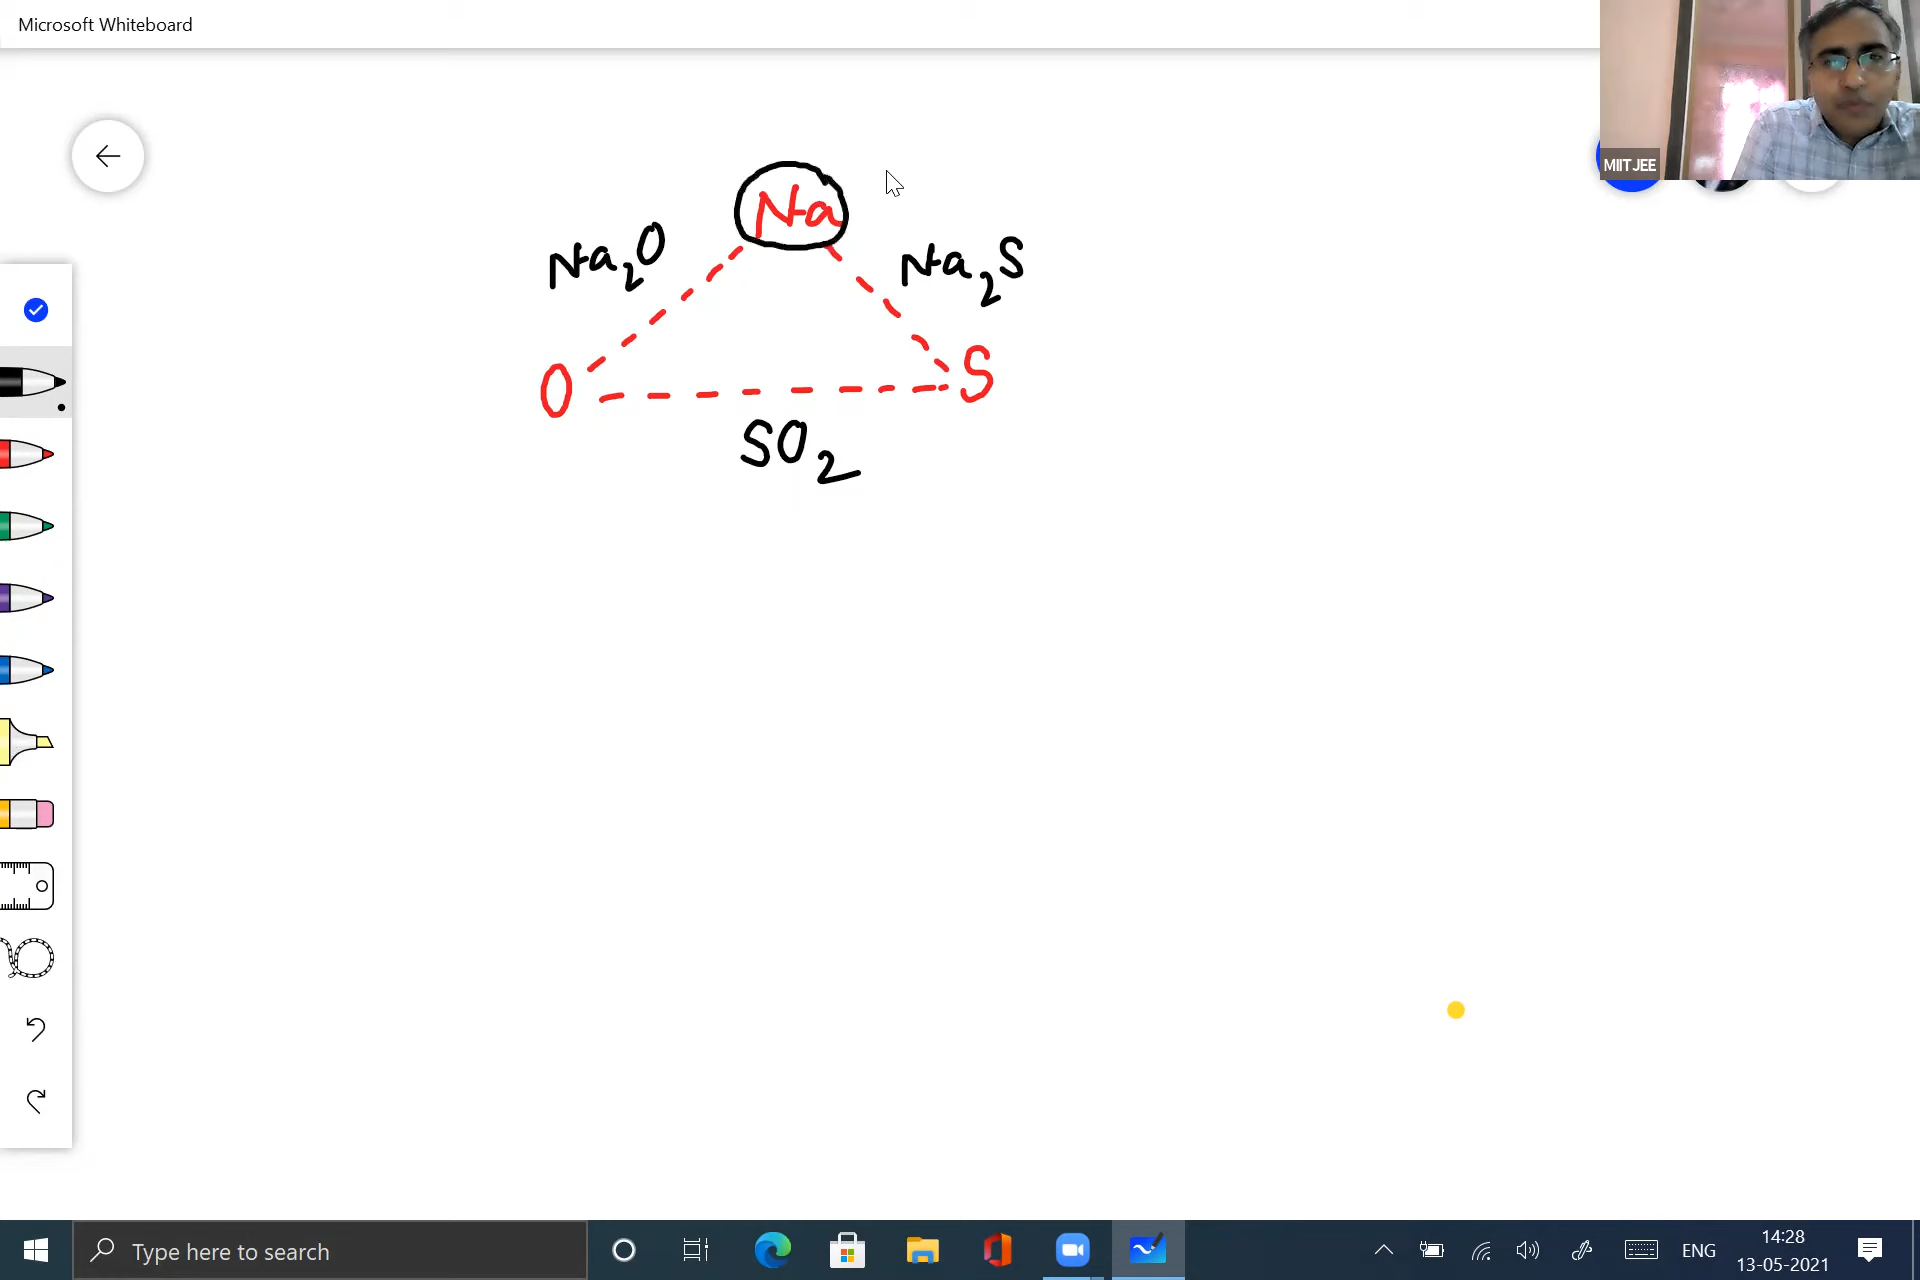 Microsoft Whiteboard
MIIT JEE
Na
Na₂O
Na₂S
O
S
SO₂
Type here to search
ENG
14:28
13-05-2021